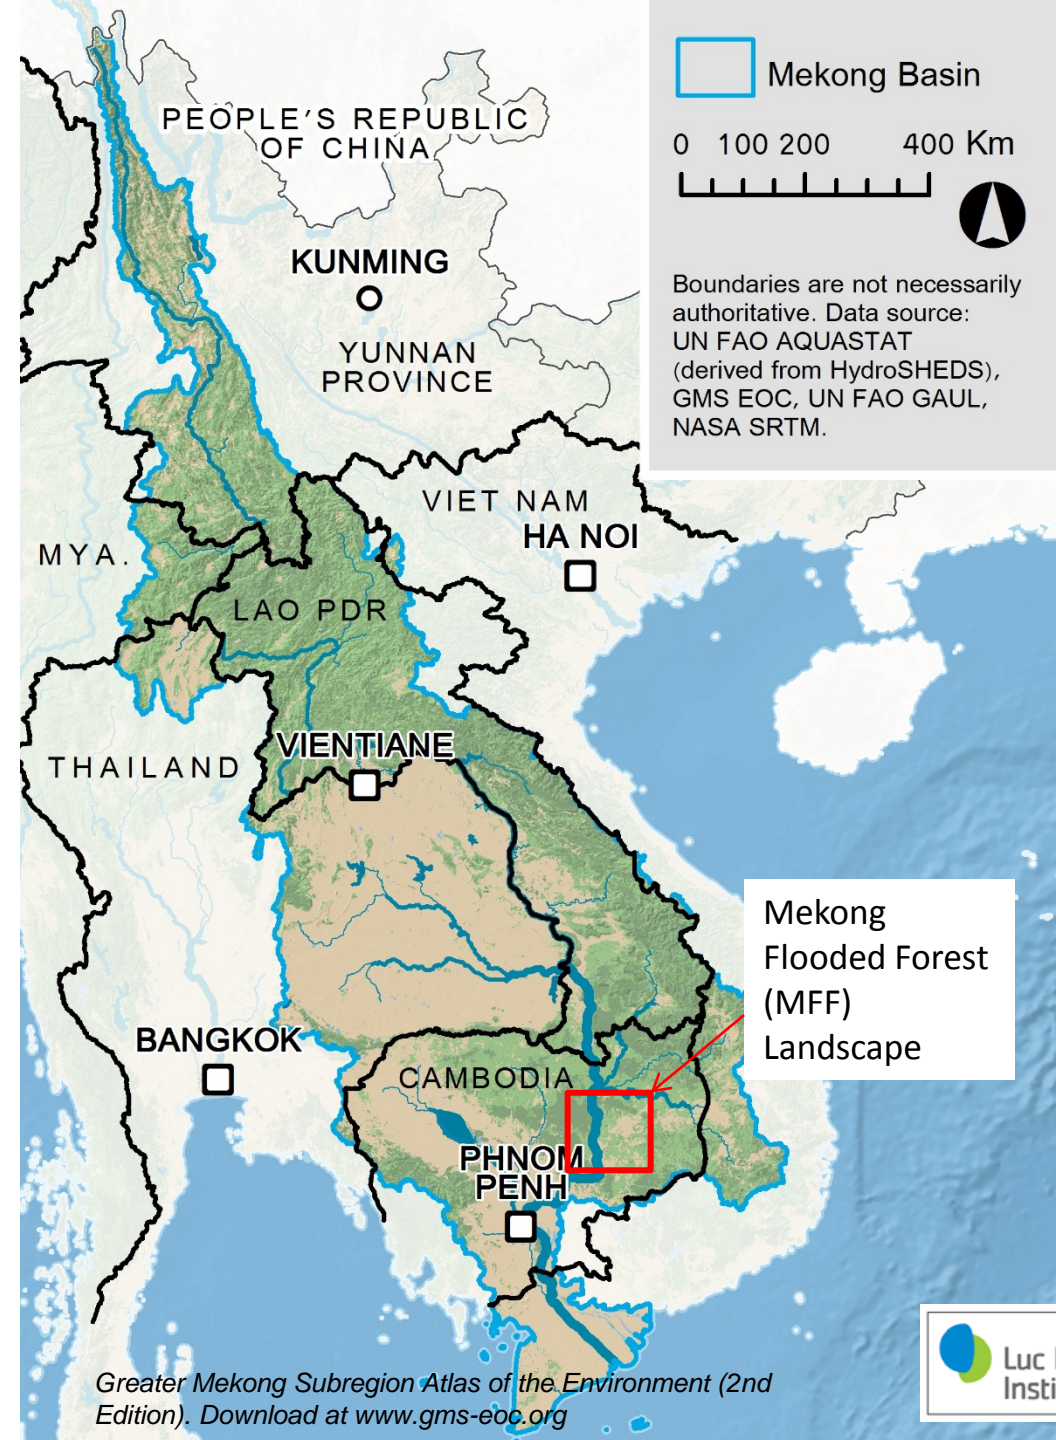 Mekong Basin
0 100 200 400 Km
Boundaries are not necessarily
authoritative. Data source:
UN FAO AQUASTAT
(derived from HydroSHEDS),
GMS EOC, UN FAO GAUL,
NASA SRTM.
PEOPLE'S REPUBLIC
OF CHINA
KUNMING
YUNNAN
PROVINCE
VIET NAM
HA NOI
MYA.
LAO PDR
VIENTIANE
THAILAND
Mekong
Flooded Forest
(MFF)
Landscape
BANGKOK
CAMBODIA
PHNOM
PENH
Luc
Insti
Greater Mekong Subregion Atlas of the Environment (2nd
Edition). Download at www.gms-eoc.org